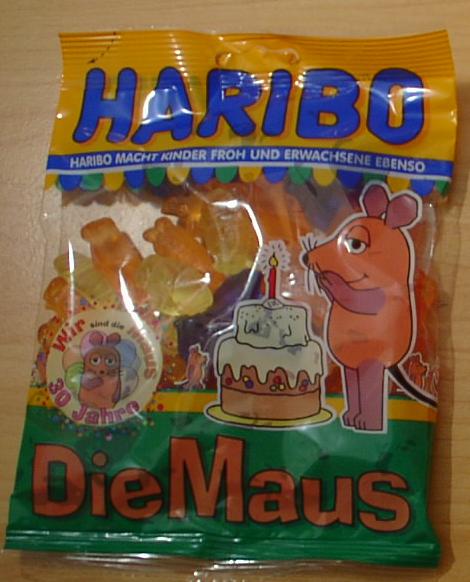 HARIBO
HARIBO MACHT KINDER FROH UND ERWACHSENE EBENSO
Wir sind die Maus
30 Jahre
DieMaus